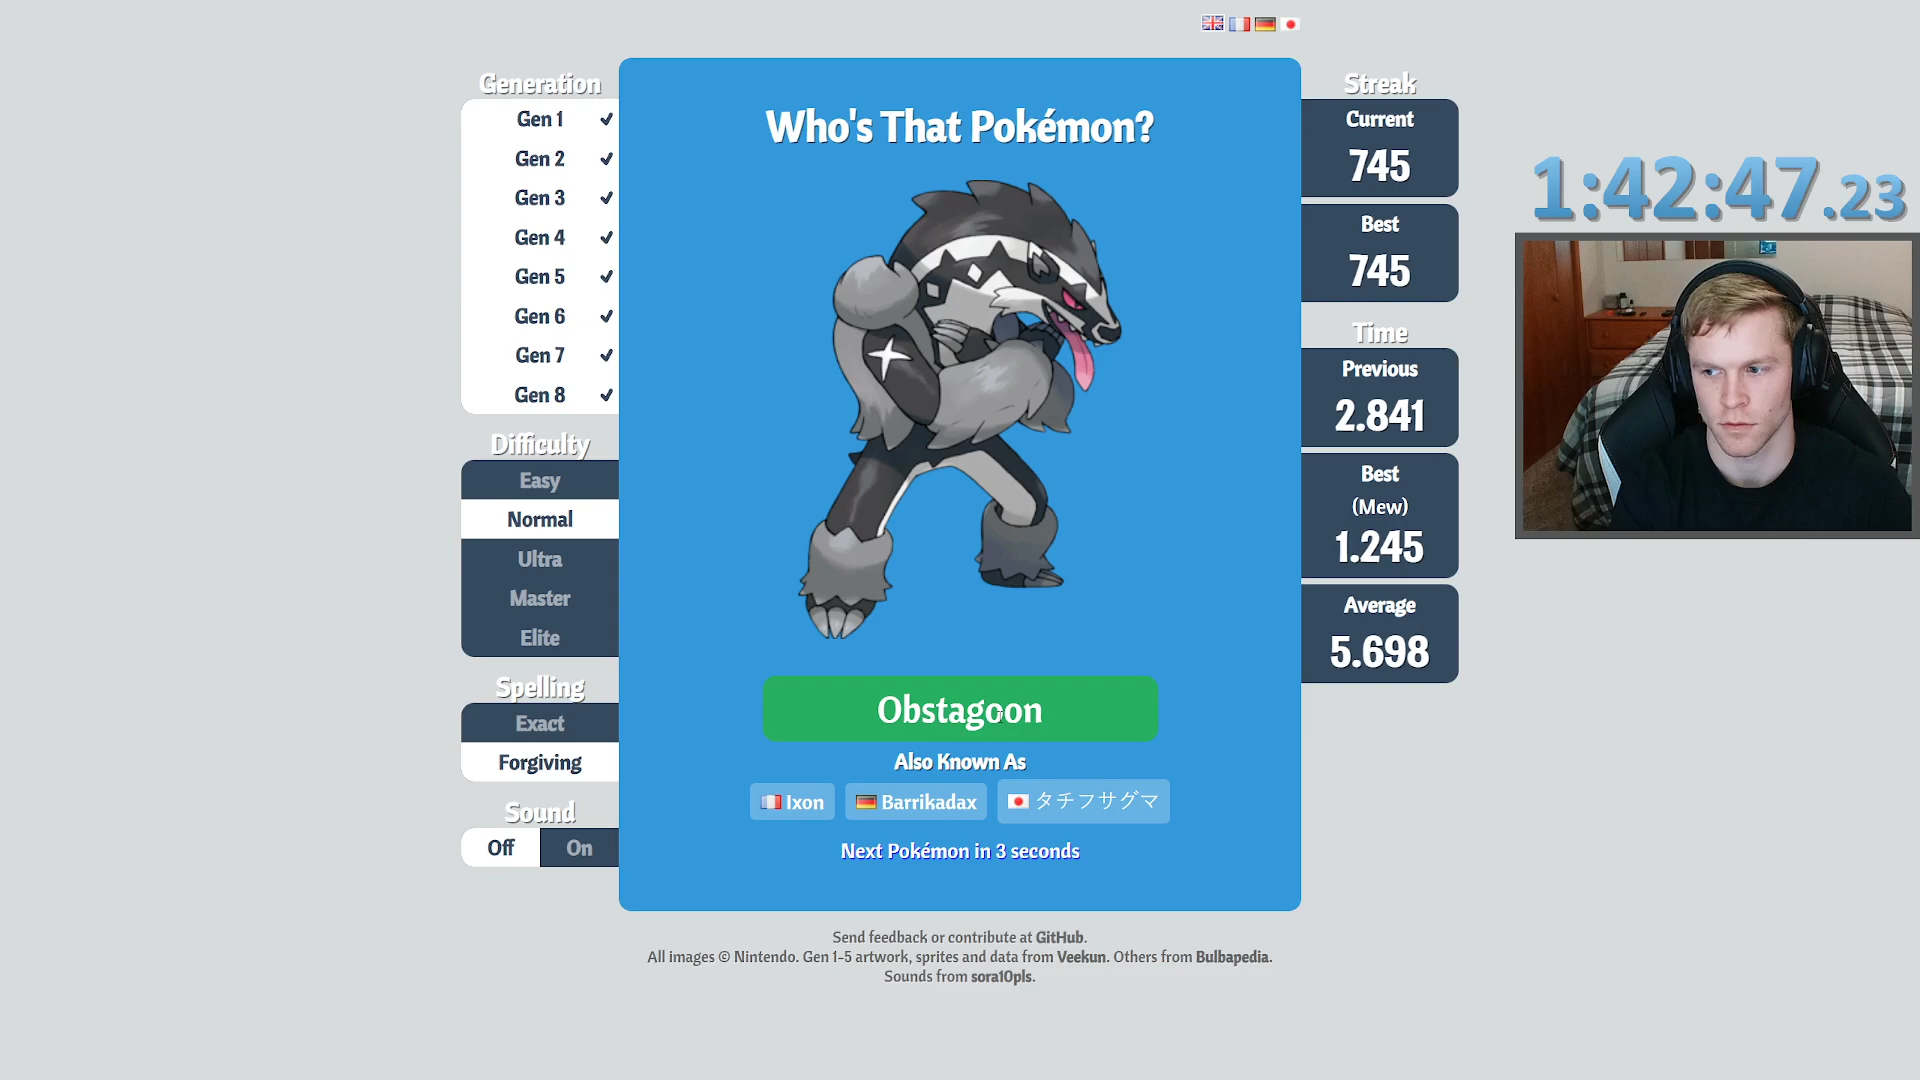 Generation
Gen 1
Gen 2
Gen 3
Gen 4
Gen 5
Gen 6
Gen 7
Gen 8
Difficulty
Easy
Normal
Ultra
Master
Elite
Spelling
Exact
Forgiving
Sound
Off On
Who's That Pokémon?
Obstagoon
Also Known As
Ixon Barrikadax タチフサグマ
Next Pokémon in 3 seconds
Streak
Current
745
Best
745
Time
Previous
2.841
Best
(Mew)
1.245
Average
5.698
1:42:47.23
Send feedback or contribute at GitHub.
All images © Nintendo. Gen 1-5 artwork, sprites and data from Veekun. Others from Bulbapedia.
Sounds from sora10pls.